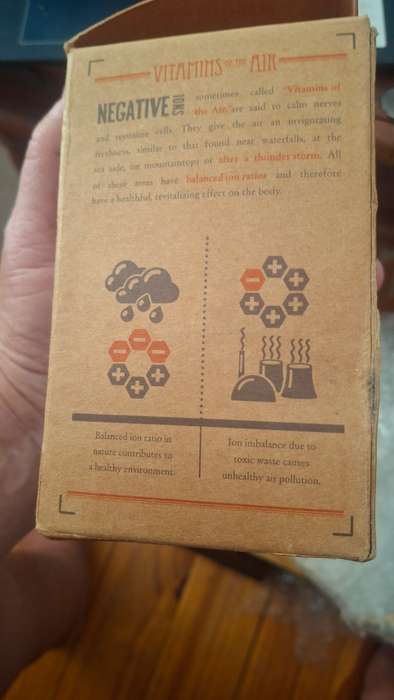 VITAMINS OF THE AIR
NEGATIVE IONS sometimes called "Vitamins of
the Air," are said to calm nerves
and revitalize cells. They give the air an invigorating
freshness, similar to that found near waterfalls, at the
sea side, on mountaintops or after a thunder storm. All
of these areas have balanced ion ratios and therefore
have a healthful, revitalizing effect on the body.
Balanced ion ratio in
nature contributes to
a healthy environment.
Ion imbalance due to
toxic waste causes
unhealthy air pollution.